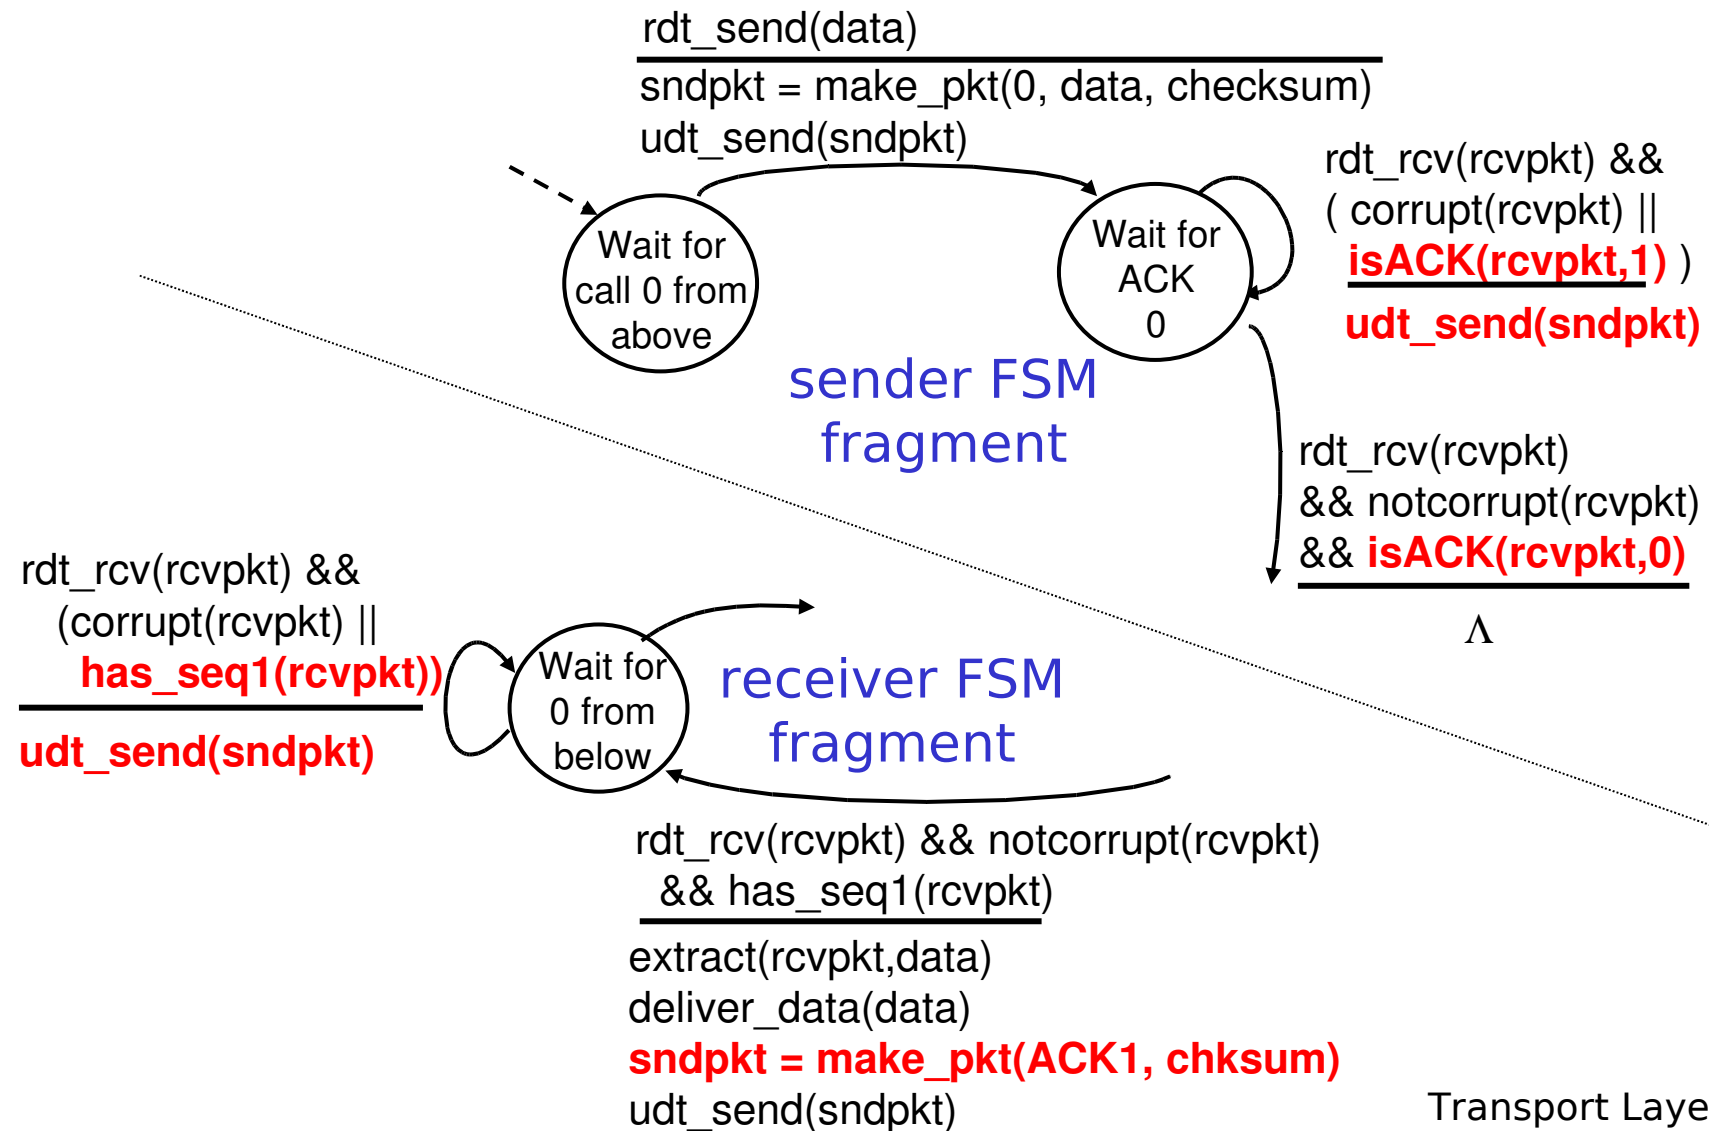 rdt_send(data)
sndpkt = make_pkt(0, data, checksum)
udt_send(sndpkt)
Wait for
call 0 from
above
Wait for
ACK
0
rdt_rcv(rcvpkt) &&
( corrupt(rcvpkt) ||
isACK(rcvpkt,1) )
udt_send(sndpkt)
sender FSM
fragment
rdt_rcv(rcvpkt)
&& notcorrupt(rcvpkt)
&& isACK(rcvpkt,0)
Λ
rdt_rcv(rcvpkt) &&
(corrupt(rcvpkt) ||
has_seq1(rcvpkt))
udt_send(sndpkt)
Wait for
0 from
below
receiver FSM
fragment
rdt_rcv(rcvpkt) && notcorrupt(rcvpkt)
&& has_seq1(rcvpkt)
extract(rcvpkt,data)
deliver_data(data)
sndpkt = make_pkt(ACK1, chksum)
udt_send(sndpkt)
Transport Laye